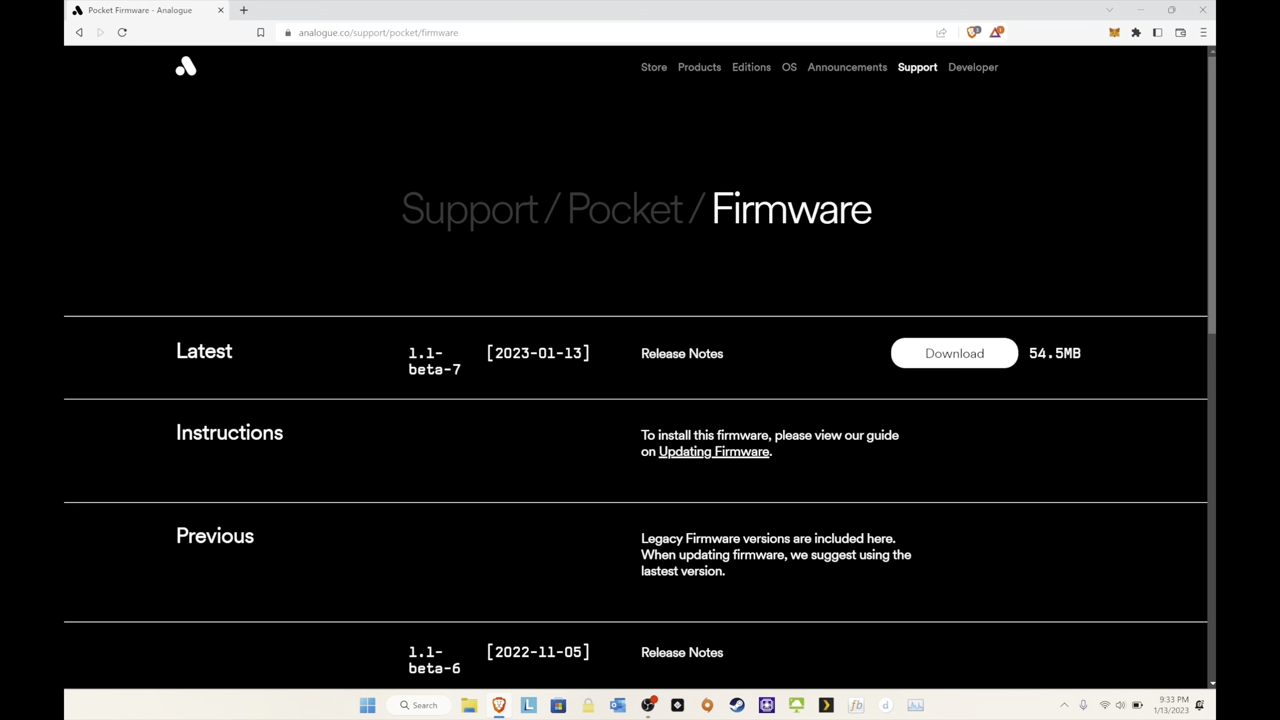 Pocket Firmware - Analogue
analogue.co/support/pocket/firmware
Store Products Editions OS Announcements Support Developer
Support / Pocket / Firmware
Latest
1.1-
beta-7
[2023-01-13]
Release Notes
Download
54.5MB
Instructions
To install this firmware, please view our guide
on Updating Firmware.
Previous
Legacy Firmware versions are included here.
When updating firmware, we suggest using the
lastest version.
1.1-
beta-6
[2022-11-05]
Release Notes
Search
9:33 PM
1/13/2023